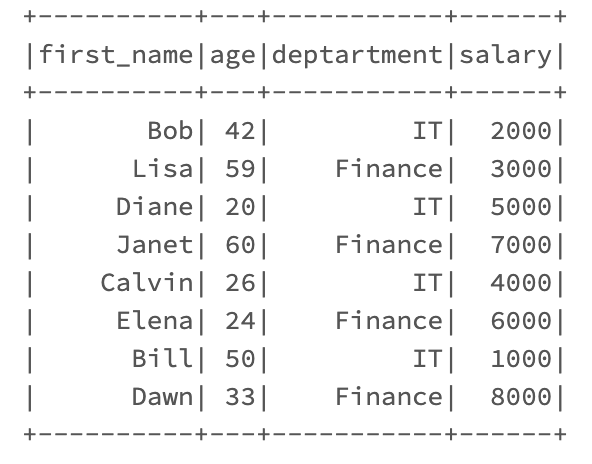 +----------+---+-----------+------+
|first_name|age|deptartment|salary|
+----------+---+-----------+------+
|       Bob| 42|         IT|  2000|
|      Lisa| 59|    Finance|  3000|
|     Diane| 20|         IT|  5000|
|     Janet| 60|    Finance|  7000|
|    Calvin| 26|         IT|  4000|
|     Elena| 24|    Finance|  6000|
|      Bill| 50|         IT|  1000|
|      Dawn| 33|    Finance|  8000|
+----------+---+-----------+------+